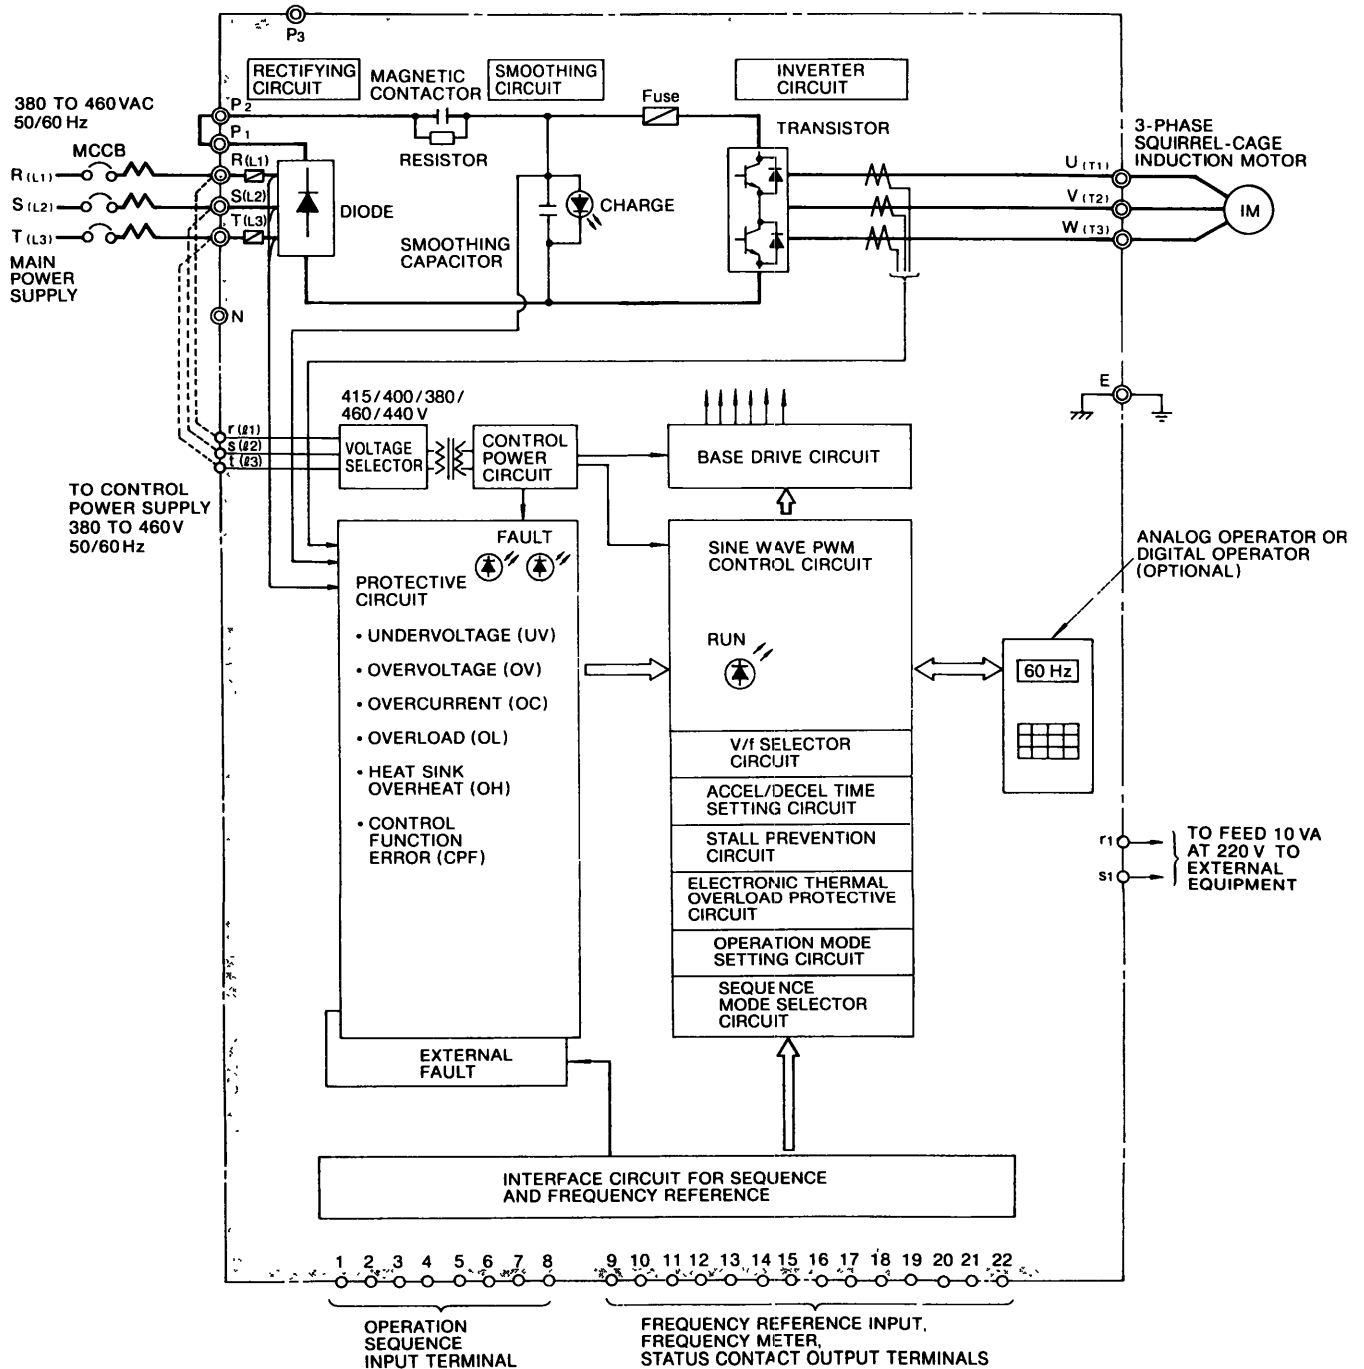 P3
RECTIFYING
CIRCUIT
MAGNETIC
CONTACTOR
SMOOTHING
CIRCUIT
INVERTER
CIRCUIT
Fuse
TRANSISTOR
380 TO 460VAC
50/60 Hz
P2
P1
MCCB
RESISTOR
3-PHASE
SQUIRREL-CAGE
INDUCTION MOTOR
R(L1)
R(L1)
U(T1)
S(L2)
S(L2)
DIODE
CHARGE
V(T2)
IM
T(L3)
T(L3)
W(T3)
MAIN
POWER
SUPPLY
SMOOTHING
CAPACITOR
N
E
415/400/380/
460/440 V
r(ℓ1)
s(ℓ2)
t(ℓ3)
VOLTAGE
SELECTOR
CONTROL
POWER
CIRCUIT
BASE DRIVE CIRCUIT
TO CONTROL
POWER SUPPLY
380 TO 460V
50/60Hz
FAULT
PROTECTIVE
CIRCUIT
• UNDERVOLTAGE (UV)
• OVERVOLTAGE (OV)
• OVERCURRENT (OC)
• OVERLOAD (OL)
• HEAT SINK
OVERHEAT (OH)
• CONTROL
FUNCTION
ERROR (CPF)
SINE WAVE PWM
CONTROL CIRCUIT
RUN
ANALOG OPERATOR OR
DIGITAL OPERATOR
(OPTIONAL)
60 Hz
V/f SELECTOR
CIRCUIT
ACCEL/DECEL TIME
SETTING CIRCUIT
STALL PREVENTION
CIRCUIT
ELECTRONIC THERMAL
OVERLOAD PROTECTIVE
CIRCUIT
OPERATION MODE
SETTING CIRCUIT
SEQUENCE
MODE SELECTOR
CIRCUIT
r1
s1
TO FEED 10 VA
AT 220 V TO
EXTERNAL
EQUIPMENT
EXTERNAL
FAULT
INTERFACE CIRCUIT FOR SEQUENCE
AND FREQUENCY REFERENCE
1 2 3 4 5 6 7 8 9 10 11 12 13 14 15 16 17 18 19 20 21 22
OPERATION
SEQUENCE
INPUT TERMINAL
FREQUENCY REFERENCE INPUT,
FREQUENCY METER,
STATUS CONTACT OUTPUT TERMINALS